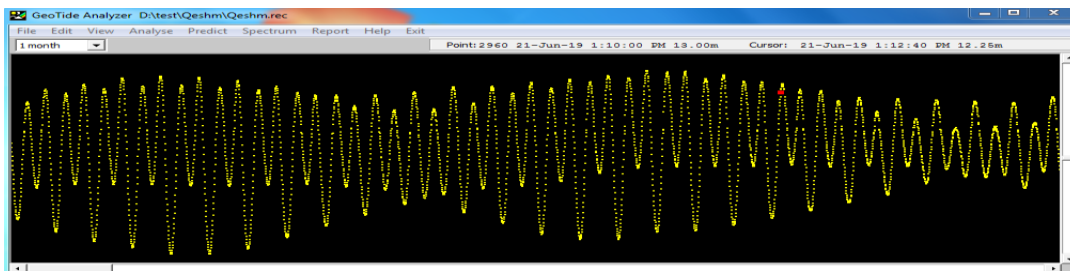 GeoTide Analyzer D:\test\Qeshm\Qeshm.rec
File Edit View Analyse Predict Spectrum Report Help Exit
1 month Point: 2960 21-Jun-19 1:10:00 PM 13.00m Cursor: 21-Jun-19 1:12:40 PM 12.25m